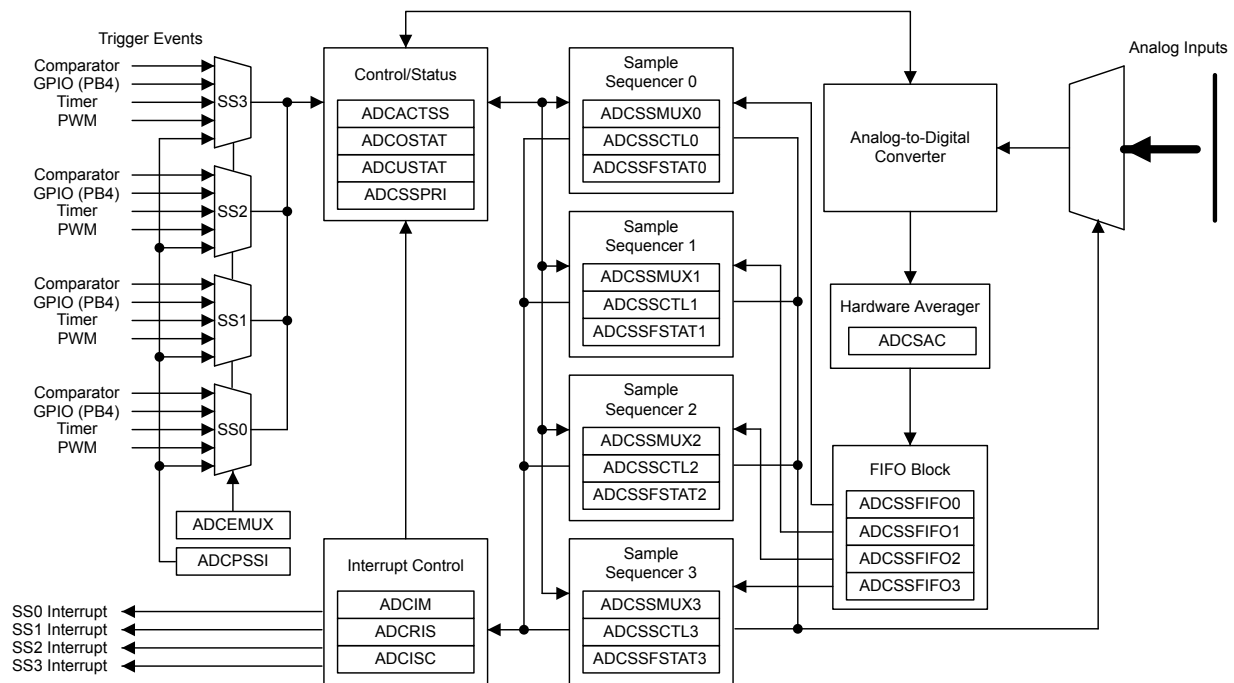 Trigger Events
Comparator
GPIO (PB4)
Timer
PWM
SS3
Comparator
GPIO (PB4)
Timer
PWM
SS2
Comparator
GPIO (PB4)
Timer
PWM
SS1
Comparator
GPIO (PB4)
Timer
PWM
SS0
ADCEMUX
ADCPSSI
SS0 Interrupt
SS1 Interrupt
SS2 Interrupt
SS3 Interrupt
Control/Status
ADCACTSS
ADCOSTAT
ADCUSTAT
ADCSSPRI
Interrupt Control
ADCIM
ADCRIS
ADCISC
Sample
Sequencer 0
ADCSSMUX0
ADCSSCTL0
ADCSSFSTAT0
Sample
Sequencer 1
ADCSSMUX1
ADCSSCTL1
ADCSSFSTAT1
Sample
Sequencer 2
ADCSSMUX2
ADCSSCTL2
ADCSSFSTAT2
Sample
Sequencer 3
ADCSSMUX3
ADCSSCTL3
ADCSSFSTAT3
Analog-to-Digital
Converter
Hardware Averager
ADCSAC
FIFO Block
ADCSSFIFO0
ADCSSFIFO1
ADCSSFIFO2
ADCSSFIFO3
Analog Inputs